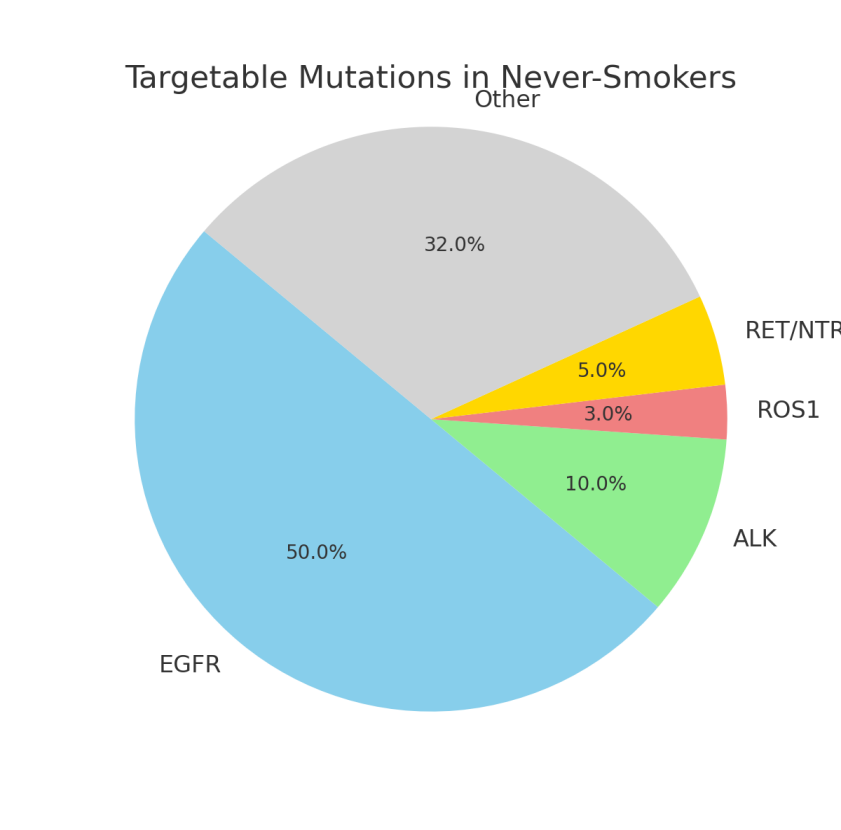 Targetable Mutations in Never-Smokers
Other
32.0%
RET/NTR
5.0%
3.0%
ROS1
10.0%
ALK
50.0%
EGFR